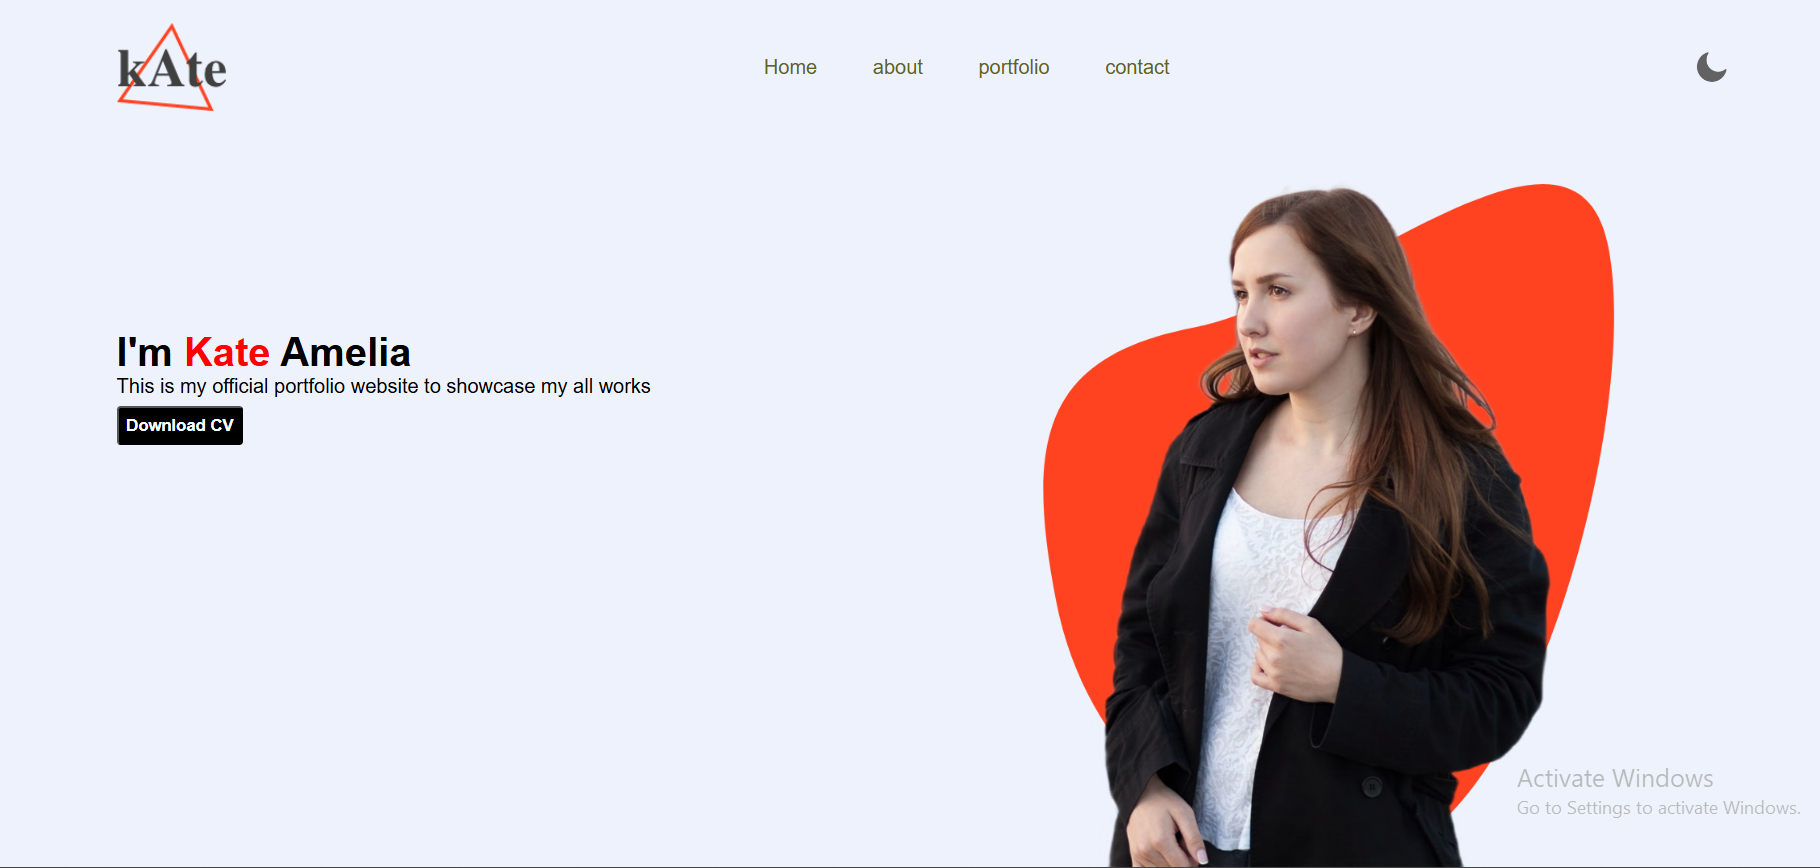 kAte
Home about portfolio contact
I'm Kate Amelia
This is my official portfolio website to showcase my all works
Download CV
Activate Windows
Go to Settings to activate Windows.